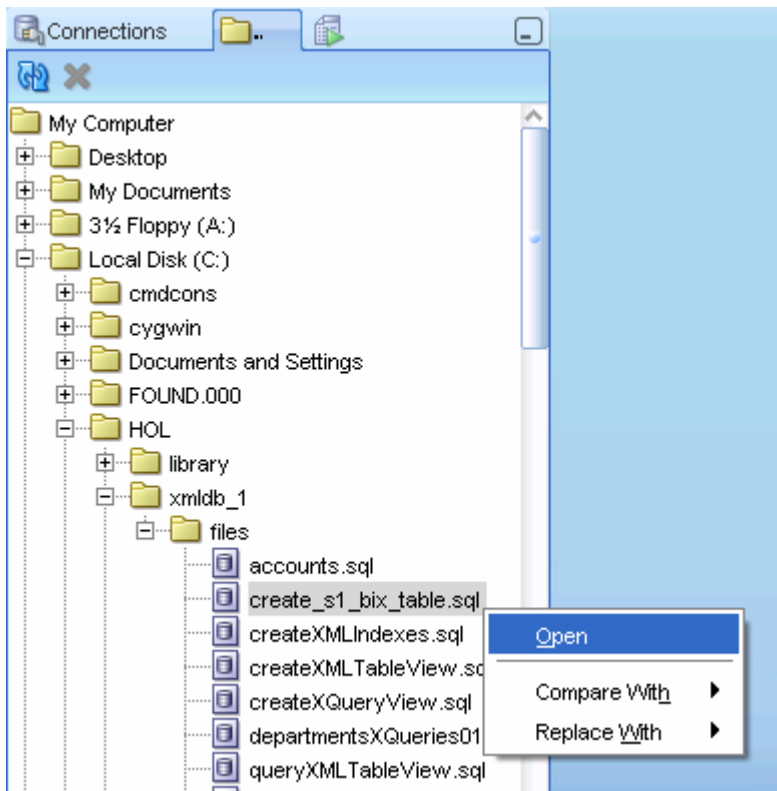 Connections
..
My Computer
Desktop
My Documents
3½ Floppy (A:)
Local Disk (C:)
cmdcons
cygwin
Documents and Settings
FOUND.000
HOL
library
xmldb_1
files
accounts.sql
create_s1_bix_table.sql
createXMLIndexes.sql
Open
createXMLTableView.sq
Compare With
createXQueryView.sql
Replace With
departmentsXQueries01
queryXMLTableView.sql